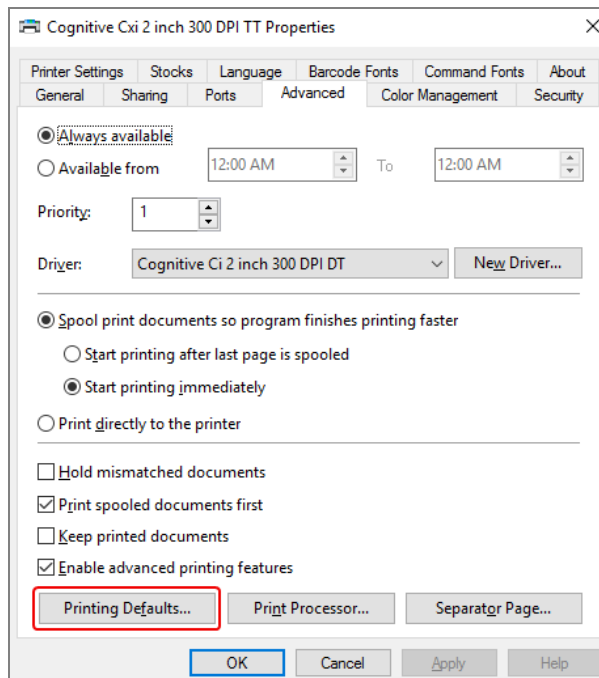 Cognitive Cxi 2 inch 300 DPI TT Properties
Printer Settings Stocks Language Barcode Fonts Command Fonts About
General Sharing Ports Advanced Color Management Security
Always available
Available from 12:00 AM To 12:00 AM
Priority: 1
Driver: Cognitive Ci 2 inch 300 DPI DT New Driver...
Spool print documents so program finishes printing faster
Start printing after last page is spooled
Start printing immediately
Print directly to the printer
Hold mismatched documents
Print spooled documents first
Keep printed documents
Enable advanced printing features
Printing Defaults... Print Processor... Separator Page...
OK Cancel Apply Help